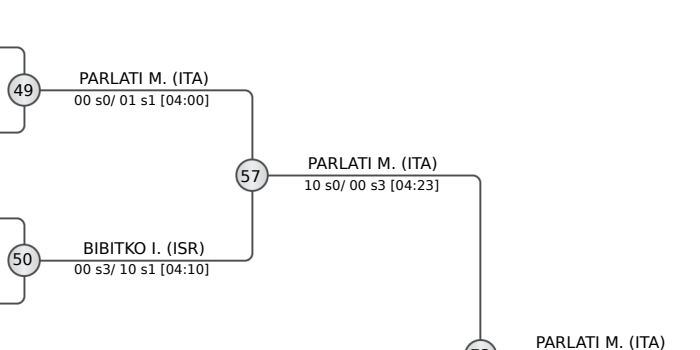 PARLATI M. (ITA)
49
00 s0/ 01 s1 [04:00]
PARLATI M. (ITA)
57
10 s0/ 00 s3 [04:23]
BIBITKO I. (ISR)
50
00 s3/ 10 s1 [04:10]
PARLATI M. (ITA)